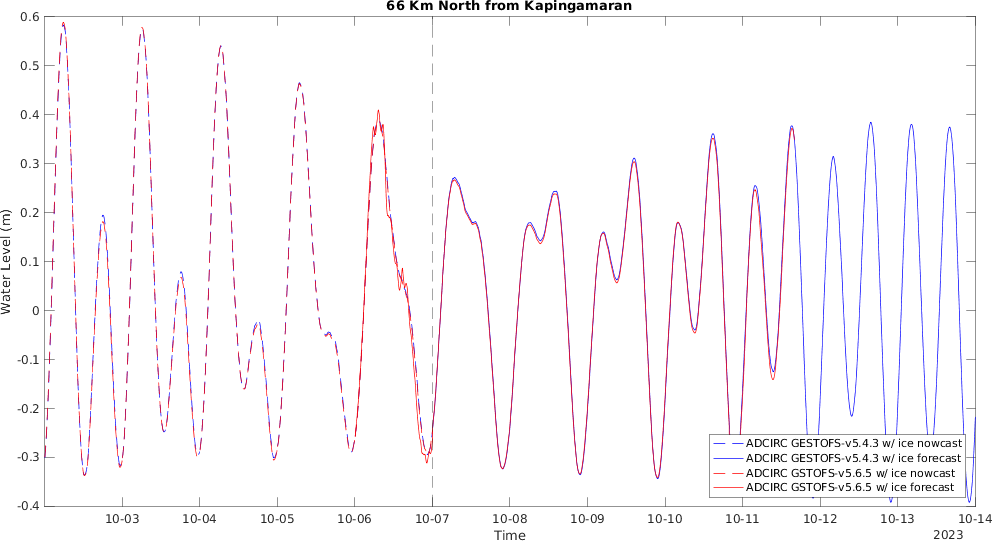 66 Km North from Kapingamaran
Water Level (m)
0.6
0.5
0.4
0.3
0.2
0.1
0
-0.1
-0.2
-0.3
-0.4
ADCIRC GESTOFS-v5.4.3 w/ ice nowcast
ADCIRC GESTOFS-v5.4.3 w/ ice forecast
ADCIRC GSTOFS-v5.6.5 w/ ice nowcast
ADCIRC GSTOFS-v5.6.5 w/ ice forecast
10-03 10-04 10-05 10-06 10-07 10-08 10-09 10-10 10-11 10-12 10-13 10-14
Time
2023